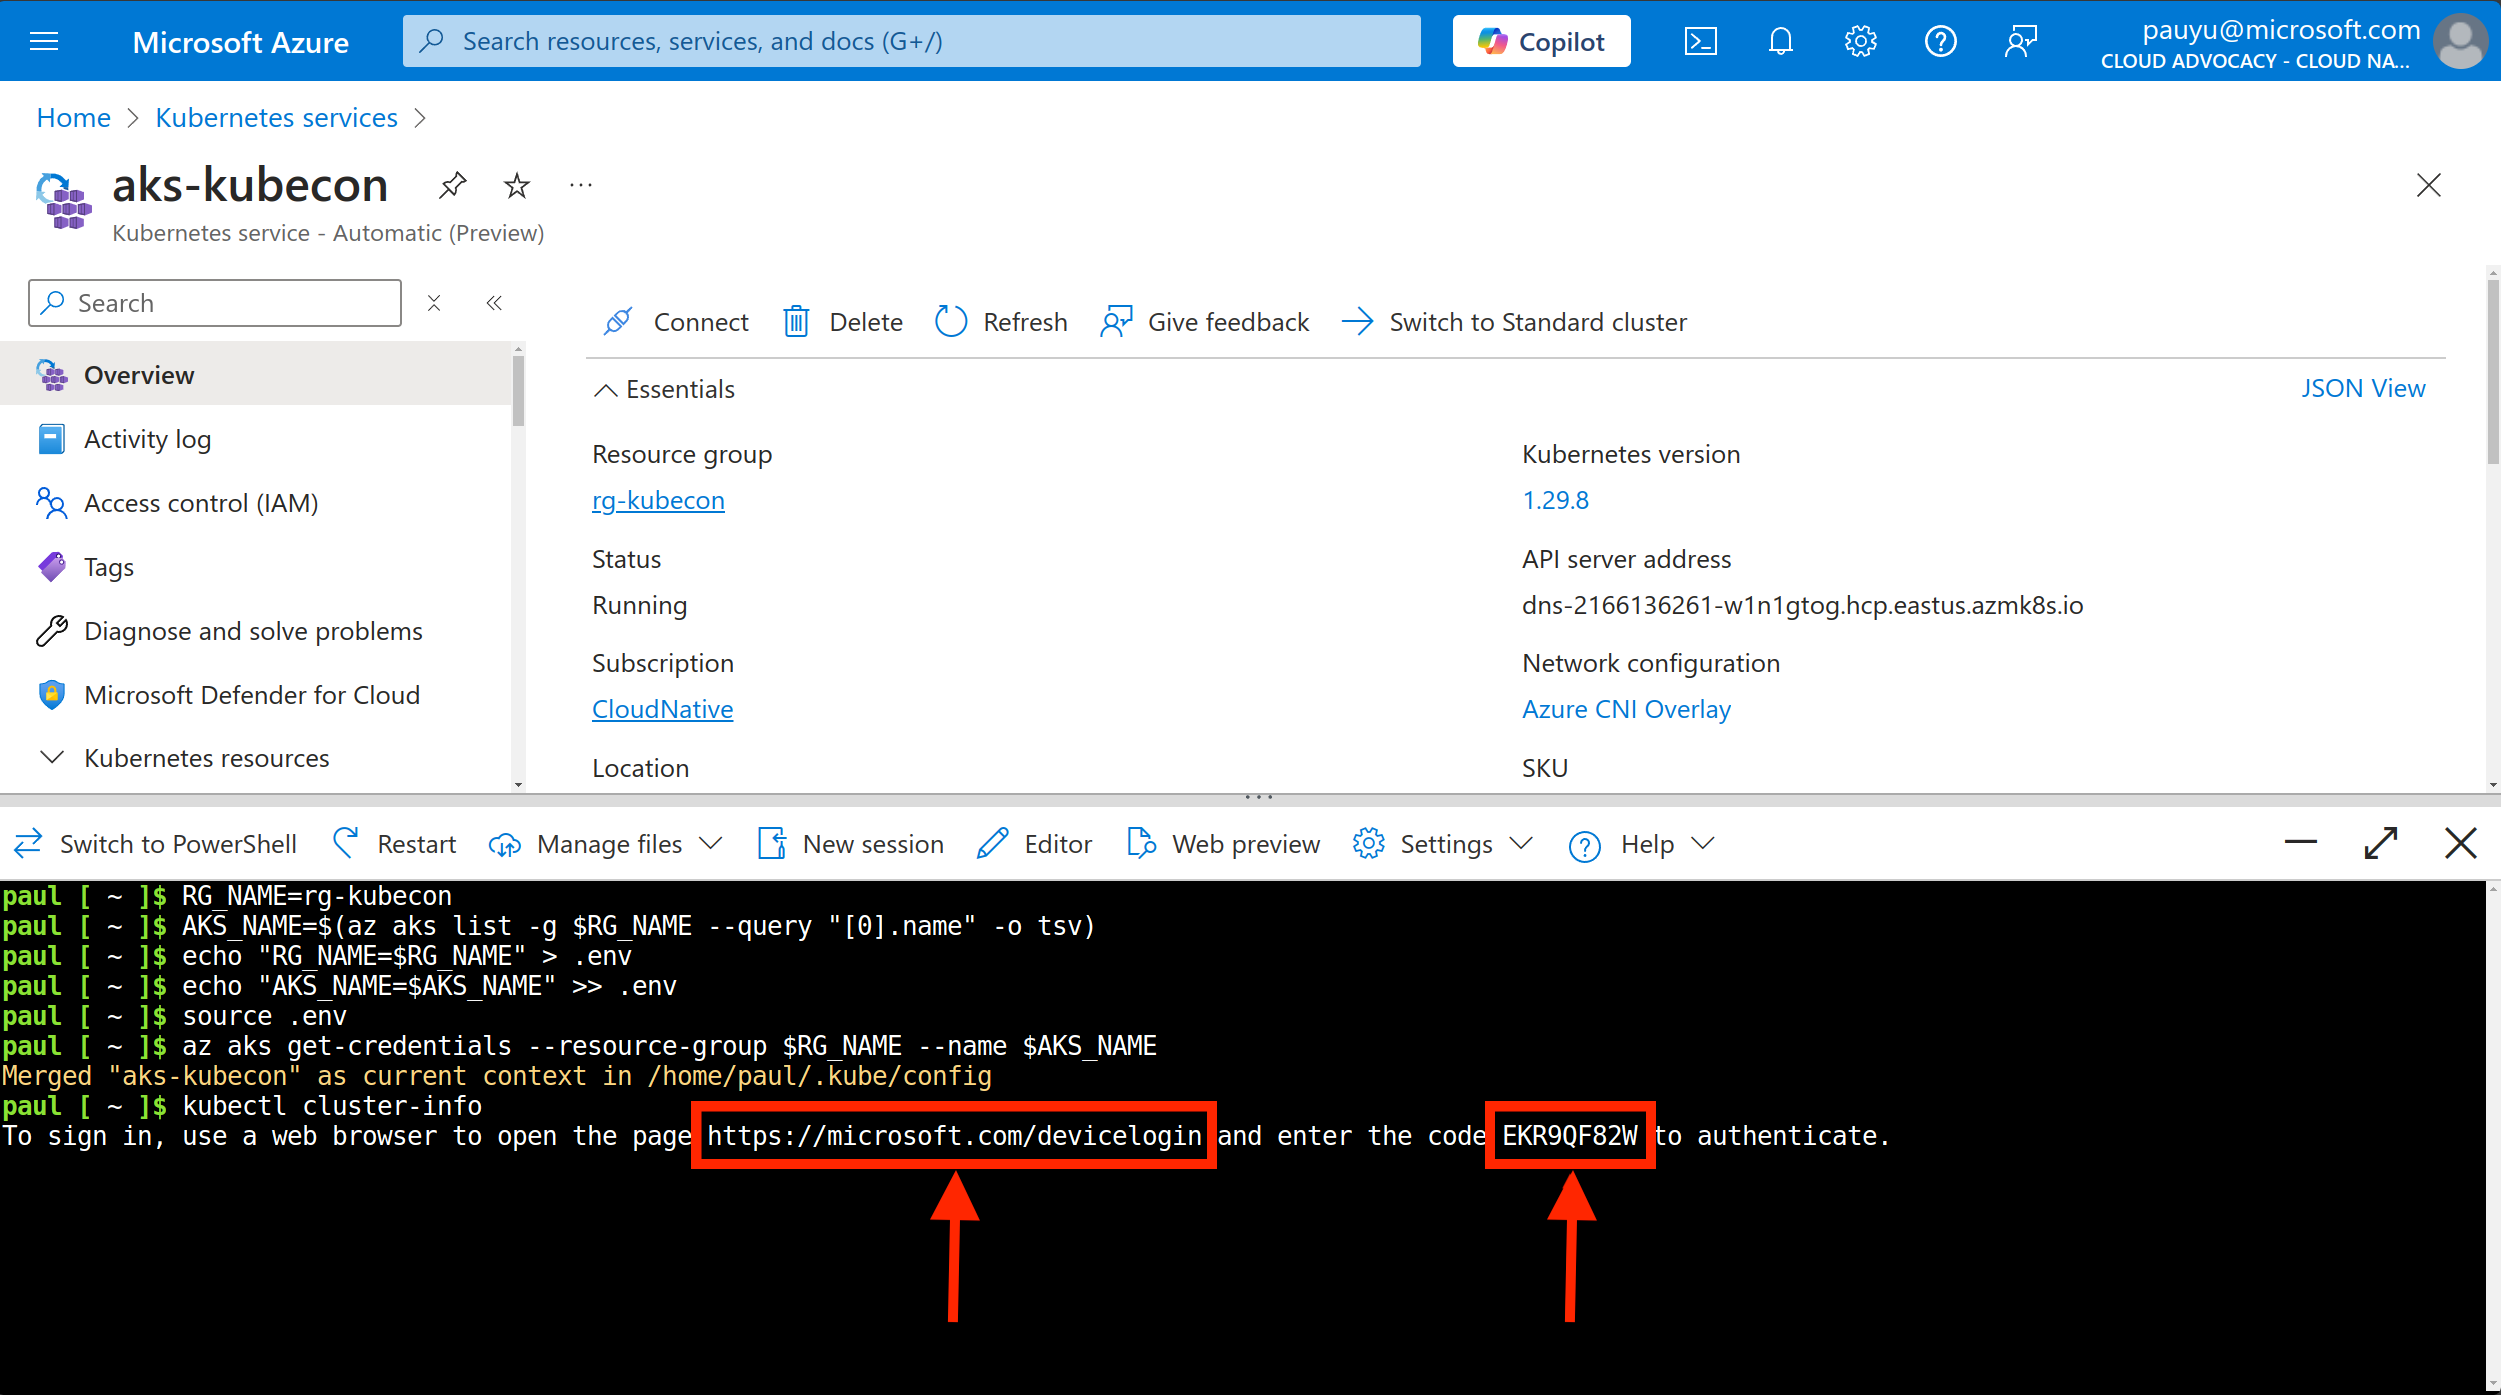 Microsoft Azure
Search resources, services, and docs (G+/)
Copilot
pauyu@microsoft.com
CLOUD ADVOCACY - CLOUD NA...
Home > Kubernetes services >
aks-kubecon
Kubernetes service - Automatic (Preview)
Search
Overview
Activity log
Access control (IAM)
Tags
Diagnose and solve problems
Microsoft Defender for Cloud
Kubernetes resources
Connect Delete Refresh Give feedback Switch to Standard cluster
Essentials
JSON View
Resource group
rg-kubecon
Status
Running
Subscription
CloudNative
Location
Kubernetes version
1.29.8
API server address
dns-2166136261-w1n1gtog.hcp.eastus.azmk8s.io
Network configuration
Azure CNI Overlay
SKU
Switch to PowerShell Restart Manage files New session Editor Web preview Settings Help
paul [ ~ ]$ RG_NAME=rg-kubecon
paul [ ~ ]$ AKS_NAME=$(az aks list -g $RG_NAME --query "[0].name" -o tsv)
paul [ ~ ]$ echo "RG_NAME=$RG_NAME" > .env
paul [ ~ ]$ echo "AKS_NAME=$AKS_NAME" >> .env
paul [ ~ ]$ source .env
paul [ ~ ]$ az aks get-credentials --resource-group $RG_NAME --name $AKS_NAME
Merged "aks-kubecon" as current context in /home/paul/.kube/config
paul [ ~ ]$ kubectl cluster-info
To sign in, use a web browser to open the page https://microsoft.com/devicelogin and enter the code EKR9QF82W to authenticate.